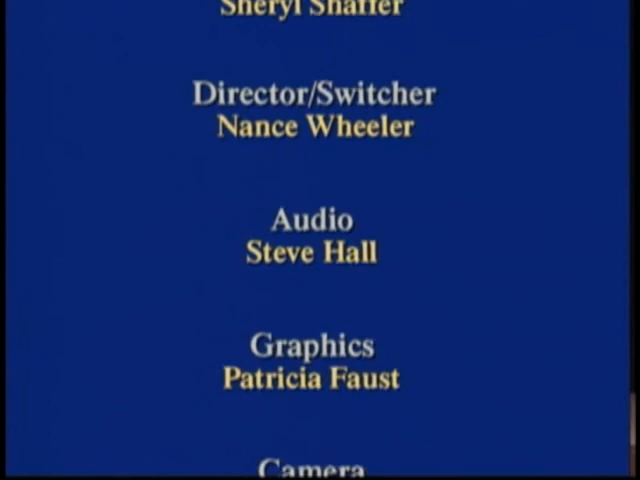 Sheryl Shaffer
Director/Switcher
Nance Wheeler
Audio
Steve Hall
Graphics
Patricia Faust
Camera